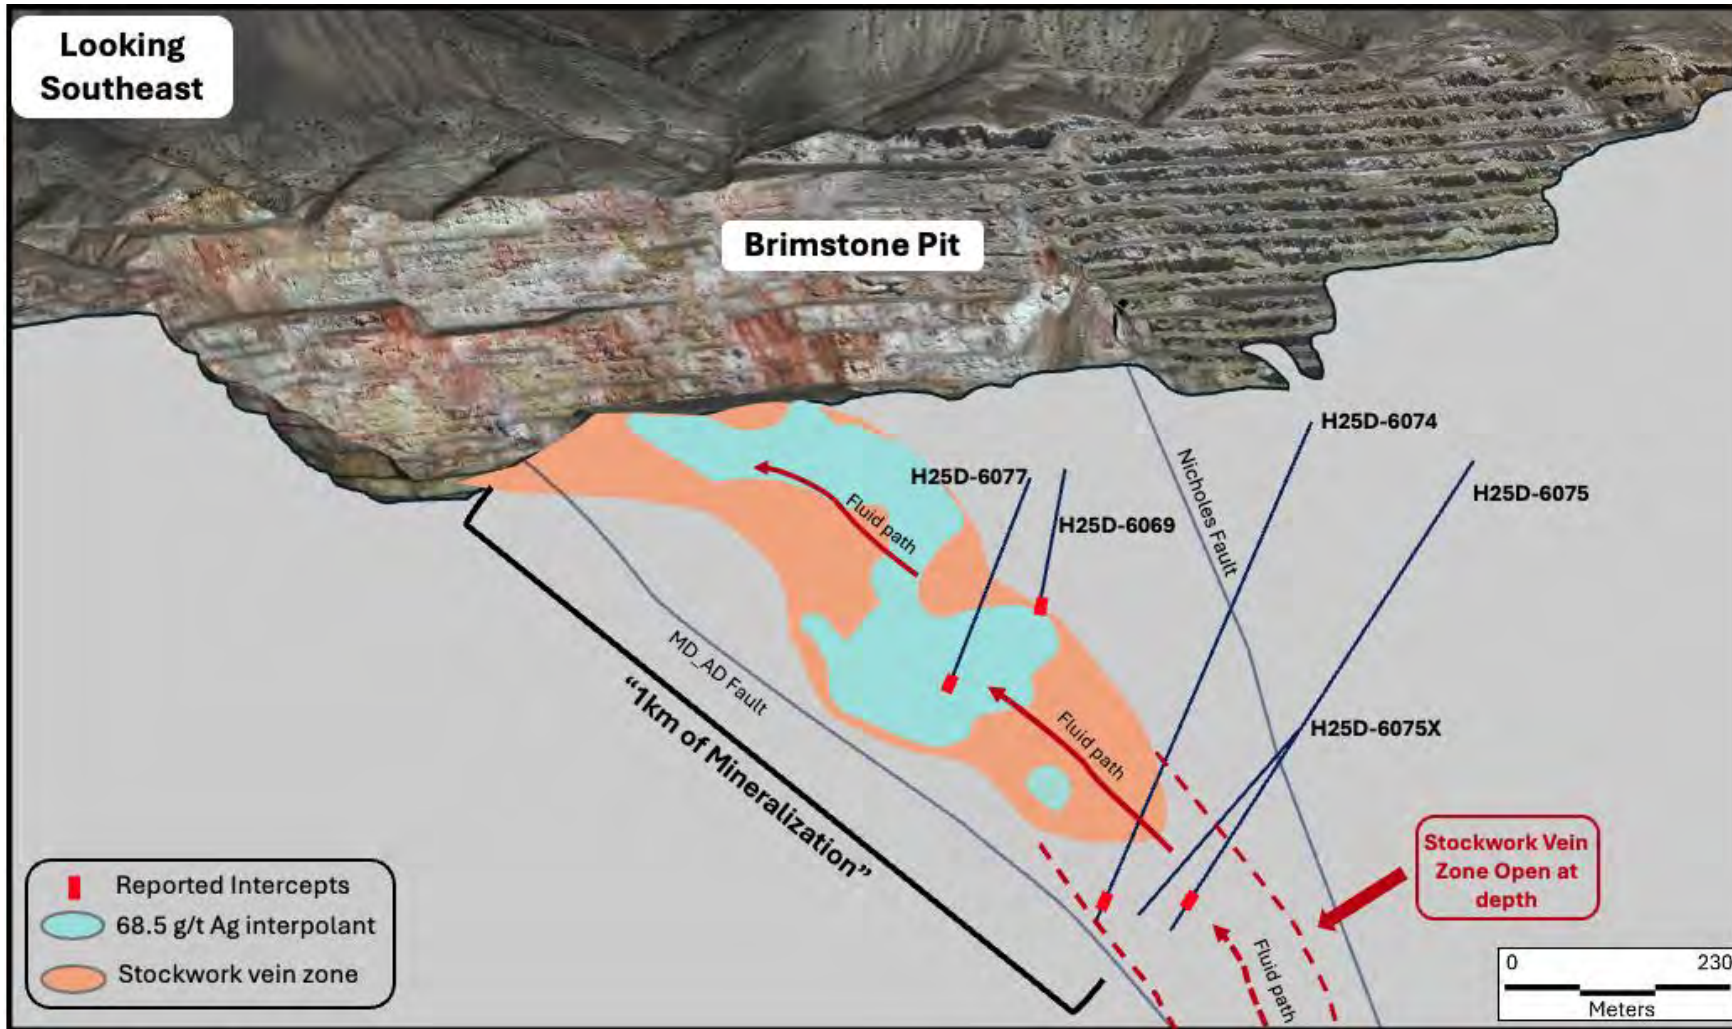 Looking
Southeast
Brimstone Pit
H25D-6074
H25D-6077
H25D-6075
H25D-6069
Nicholes Fault
Fluid path
MD_AD Fault
"1km of Mineralization"
Fluid path
H25D-6075X
Stockwork Vein
Zone Open at
depth
Fluid path
Reported Intercepts
68.5 g/t Ag interpolant
Stockwork vein zone
0 230
Meters